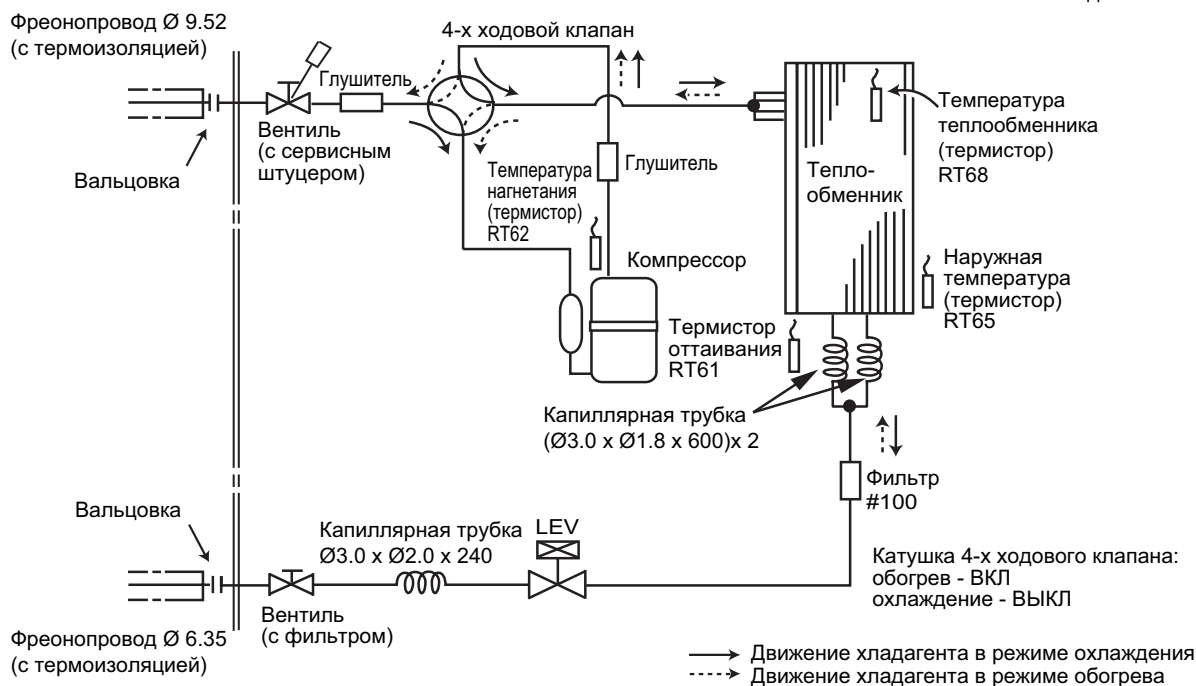 Фреонопровод Ø 9.52
(с термоизоляцией)
4-х ходовой клапан
Глушитель
Вентиль
(с сервисным
штуцером)
Вальцовка
Температура
нагнетания
(термистор)
RT62
Глушитель
Компрессор
Тепло-
обменник
Температура
теплообменника
(термистор)
RT68
Наружная
температура
(термистор)
RT65
Термистор
оттаивания
RT61
Капиллярная трубка
(Ø3.0 x Ø1.8 x 600)x 2
Фильтр
#100
Вальцовка
Капиллярная трубка
Ø3.0 x Ø2.0 x 240
LEV
Катушка 4-х ходового клапана:
обогрев - ВКЛ
охлаждение - ВЫКЛ
Вентиль
(с фильтром)
Фреонопровод Ø 6.35
(с термоизоляцией)
Движение хладагента в режиме охлаждения
Движение хладагента в режиме обогрева